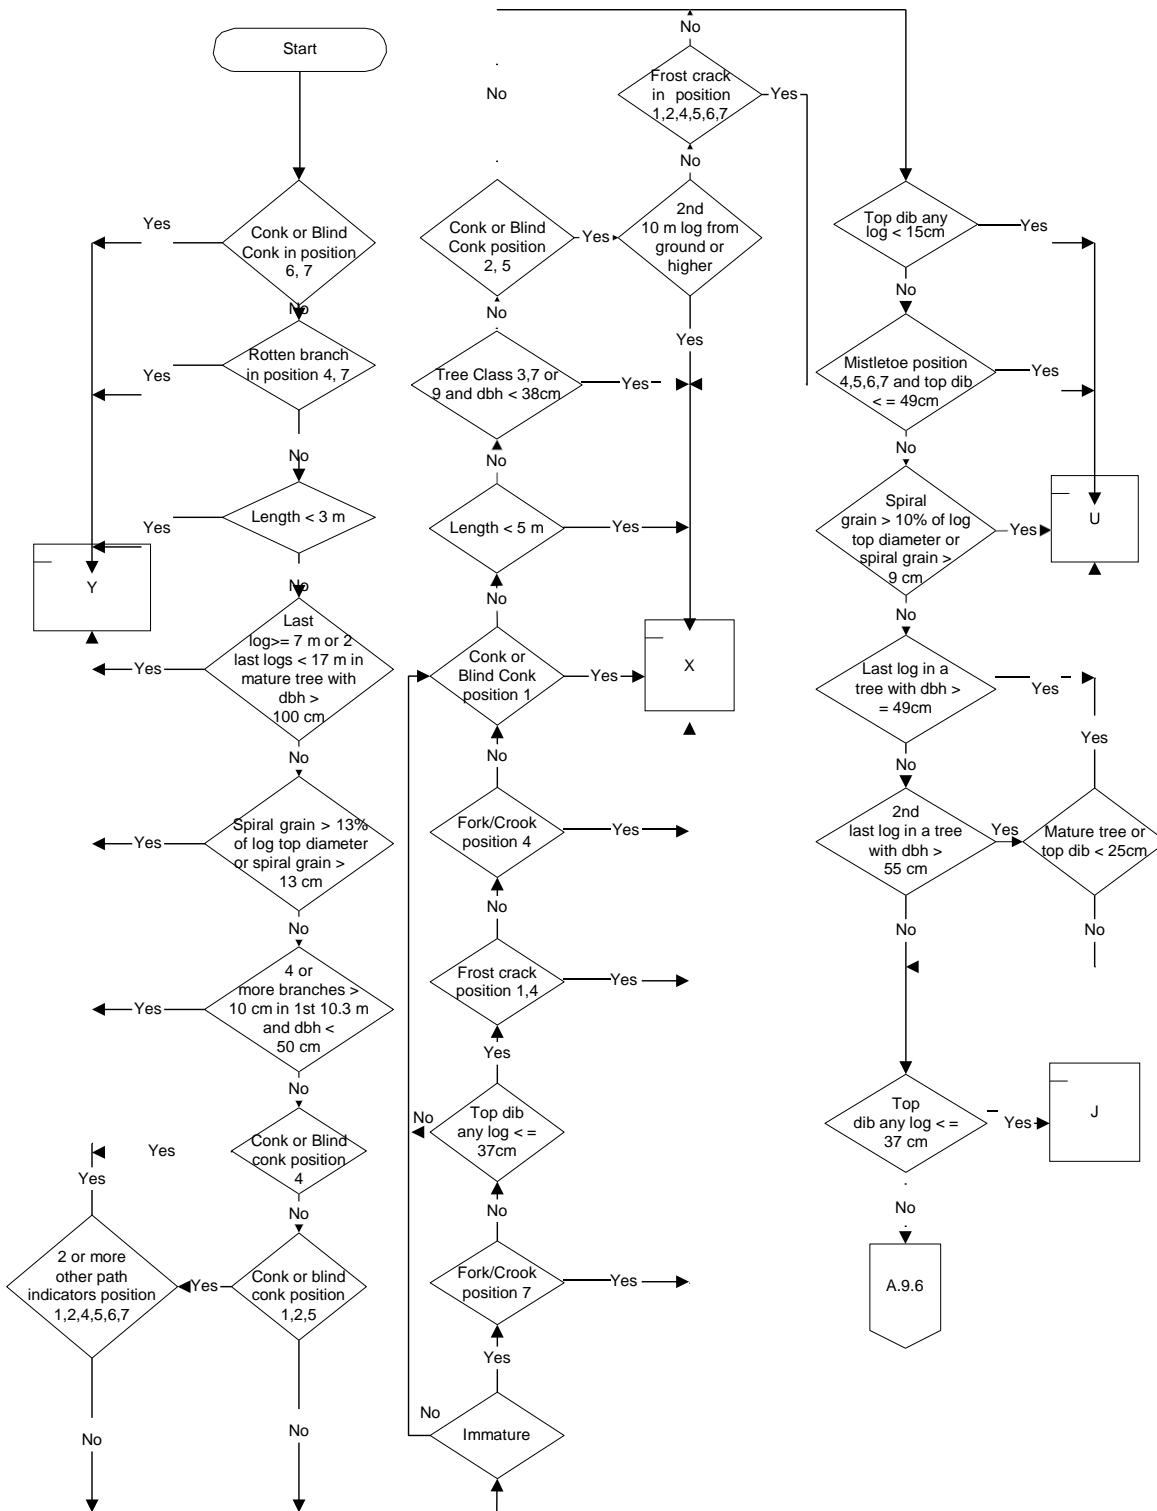 Start
Conk or Blind
Conk in position
6, 7
Yes
No
Rotten branch
in position 4, 7
Yes
No
Length < 3 m
Yes
No
Y
Last
log>= 7 m or 2
last logs < 17 m in
mature tree with
dbh >
100 cm
Yes
No
Spiral grain > 13%
of log top diameter
or spiral grain >
13 cm
Yes
No
4 or
more branches >
10 cm in 1st 10.3 m
and dbh <
50 cm
Yes
No
Conk or Blind
conk position
4
Yes
No
Conk or blind
conk position
1,2,5
Yes
No
2 or more
other path
indicators position
1,2,4,5,6,7
Yes
No
Immature
No
Yes
Fork/Crook
position 7
Yes
No
Top dib
any log < =
37cm
No
Yes
Frost crack
position 1,4
Yes
No
Fork/Crook
position 4
Yes
No
Conk or
Blind Conk
position 1
Yes
No
X
Length < 5 m
Yes
No
Tree Class 3,7 or
9 and dbh < 38cm
Yes
No
Conk or Blind
Conk position
2, 5
Yes
No
2nd
10 m log from
ground or
higher
Yes
No
Frost crack
in position
1,2,4,5,6,7
Yes
No
Top dib any
log < 15cm
Yes
No
Mistletoe position
4,5,6,7 and top dib
< = 49cm
Yes
No
Spiral
grain > 10% of log
top diameter or
spiral grain >
9 cm
Yes
No
U
Last log in a
tree with dbh >
= 49cm
Yes
No
2nd
last log in a tree
with dbh >
55 cm
Yes
No
Mature tree or
top dib < 25cm
Yes
No
Top
dib any log < =
37 cm
Yes
No
J
A.9.6